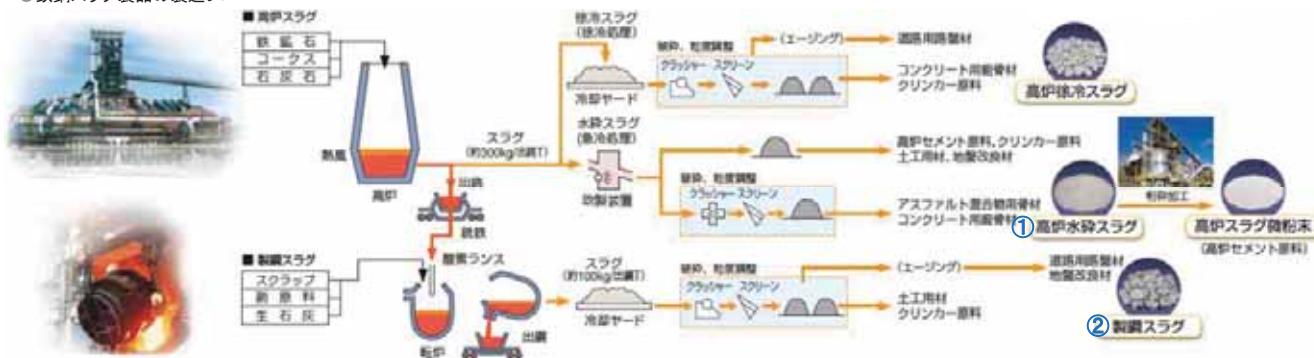 ■ 高炉スラグ
鉄鉱石
コークス
石灰石
熱風
高炉
スラグ
(約300kg/出銑T)
出銑
溶銑
徐冷スラグ
(徐冷処理)
冷却ヤード
破砕、粒度調整
クラッシャー スクリーン
(エージング)
道路用路盤材
コンクリート用粗骨材
クリンカー原料
高炉徐冷スラグ
水砕スラグ
(急冷処理)
吹製装置
高炉セメント原料、クリンカー原料
土工用材、地盤改良材
破砕、粒度調整
クラッシャー スクリーン
アスファルト混合物用骨材
コンクリート用細骨材
① 高炉水砕スラグ
粉砕加工
高炉スラグ微粉末
(高炉セメント原料)
■ 製鋼スラグ
スクラップ
副原料
生石灰
酸素ランス
転炉
出鋼
スラグ
(約100kg/出鋼T)
冷却ヤード
破砕、粒度調整
クラッシャー スクリーン
(エージング)
道路用路盤材
地盤改良材
土工用材
クリンカー原料
② 製鋼スラグ